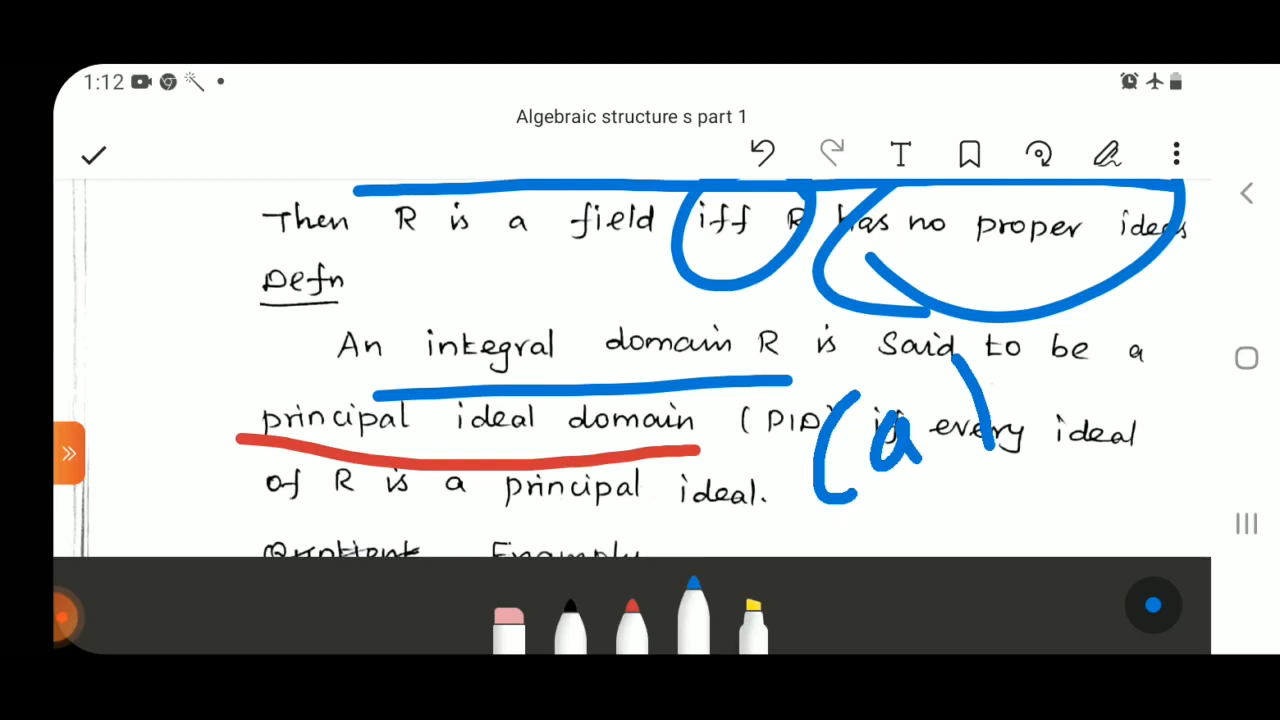 1:12
Algebraic structure s part 1
T
Then R is a field iff R has no proper ideas
Defn
An integral domain R is said to be a
principal ideal domain (PID) if every ideal
(a)
of R is a principal ideal.